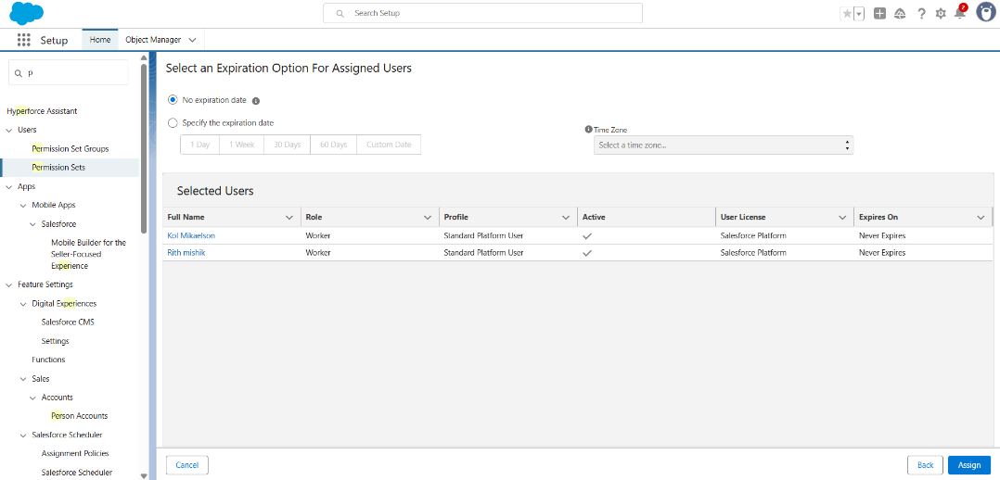 Search Setup
7
Setup
Home
Object Manager
p
Hyperforce Assistant
Users
Permission Set Groups
Permission Sets
Apps
Mobile Apps
Salesforce
Mobile Builder for the
Seller-Focused
Experience
Feature Settings
Digital Experiences
Salesforce CMS
Settings
Functions
Sales
Accounts
Person Accounts
Salesforce Scheduler
Assignment Policies
Salesforce Scheduler
Select an Expiration Option For Assigned Users
No expiration date
Specify the expiration date
1 Day 1 Week 30 Days 60 Days Custom Date
Time Zone
Select a time zone...
Selected Users
Full Name Role Profile Active User License Expires On
Kol Mikaelson Worker Standard Platform User Salesforce Platform Never Expires
Rith mishik Worker Standard Platform User Salesforce Platform Never Expires
Cancel Back Assign